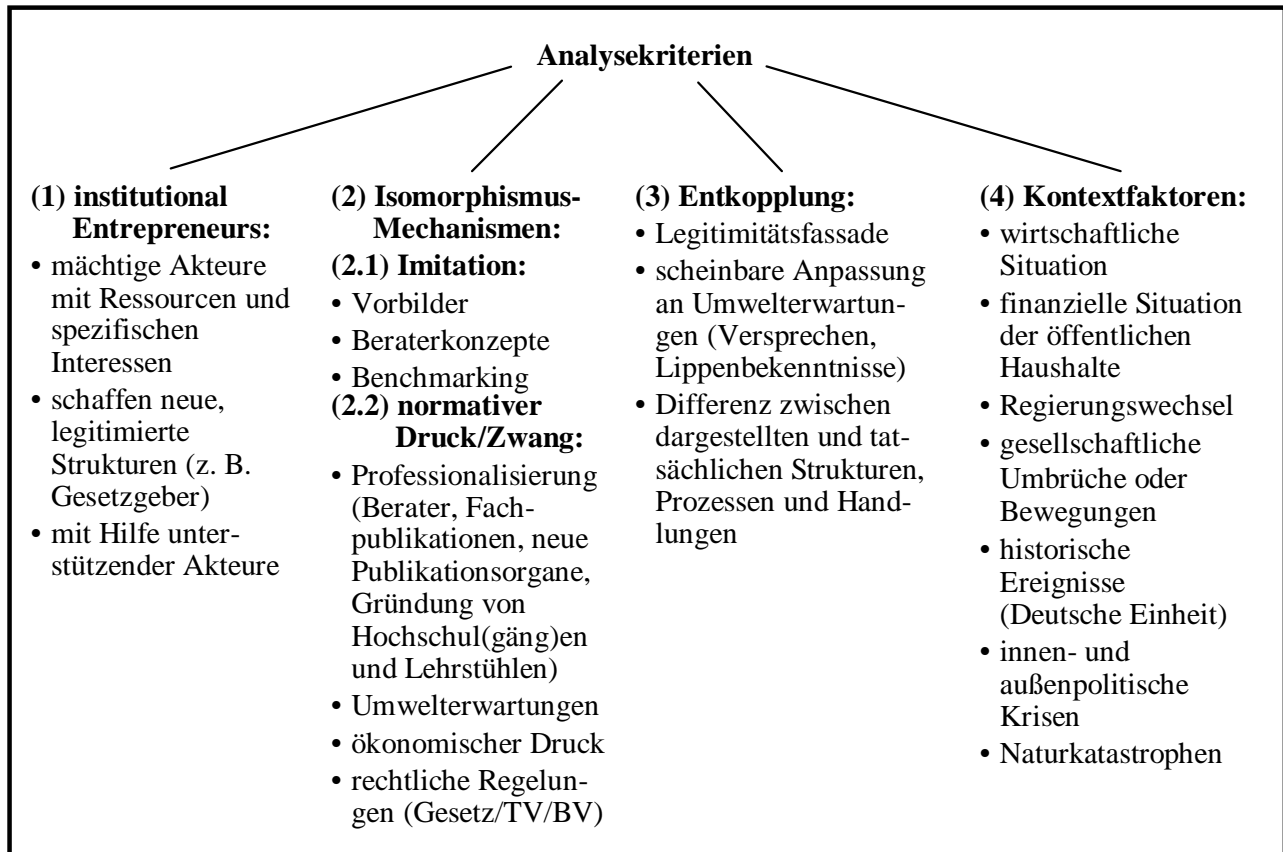 Analysekriterien
(1) institutional
Entrepreneurs:
• mächtige Akteure
mit Ressourcen und
spezifischen
Interessen
• schaffen neue,
legitimierte
Strukturen (z. B.
Gesetzgeber)
• mit Hilfe unter-
stützender Akteure
(2) Isomorphismus-
Mechanismen:
(2.1) Imitation:
• Vorbilder
• Beraterkonzepte
• Benchmarking
(2.2) normativer
Druck/Zwang:
• Professionalisierung
(Berater, Fach-
publikationen, neue
Publikationsorgane,
Gründung von
Hochschul(gäng)en
und Lehrstühlen)
• Umwelterwartungen
• ökonomischer Druck
• rechtliche Regelun-
gen (Gesetz/TV/BV)
(3) Entkopplung:
• Legitimitätsfassade
• scheinbare Anpassung
an Umwelterwartun-
gen (Versprechen,
Lippenbekenntnisse)
• Differenz zwischen
dargestellten und tat-
sächlichen Strukturen,
Prozessen und Hand-
lungen
(4) Kontextfaktoren:
• wirtschaftliche
Situation
• finanzielle Situation
der öffentlichen
Haushalte
• Regierungswechsel
• gesellschaftliche
Umbrüche oder
Bewegungen
• historische
Ereignisse
(Deutsche Einheit)
• innen- und
außenpolitische
Krisen
• Naturkatastrophen